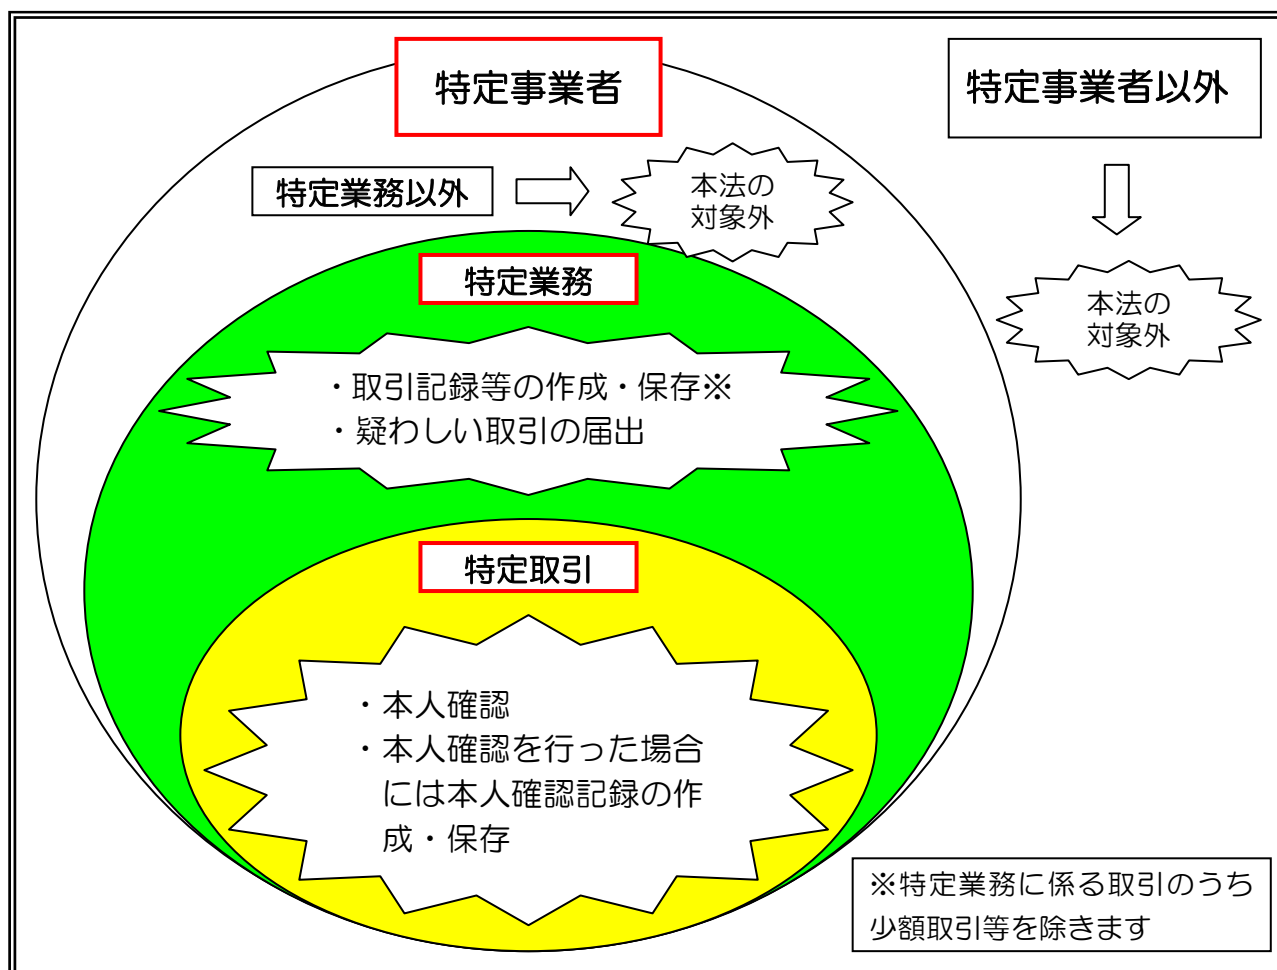 特定事業者
特定事業者以外
特定業務以外
本法の
対象外
特定業務
本法の
対象外
・取引記録等の作成・保存※
・疑わしい取引の届出
特定取引
・本人確認
・本人確認を行った場合
には本人確認記録の作
成・保存
※特定業務に係る取引のうち
少額取引等を除きます